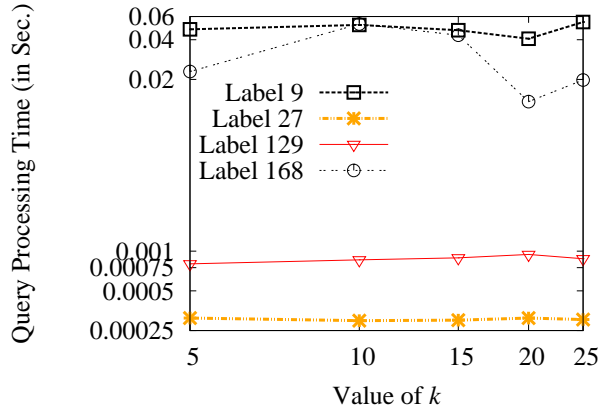 Query Processing Time (in Sec.)
0.06
0.04
0.02
0.001
0.00075
0.0005
0.00025
Label 9
Label 27
Label 129
Label 168
5 10 15 20 25
Value of k